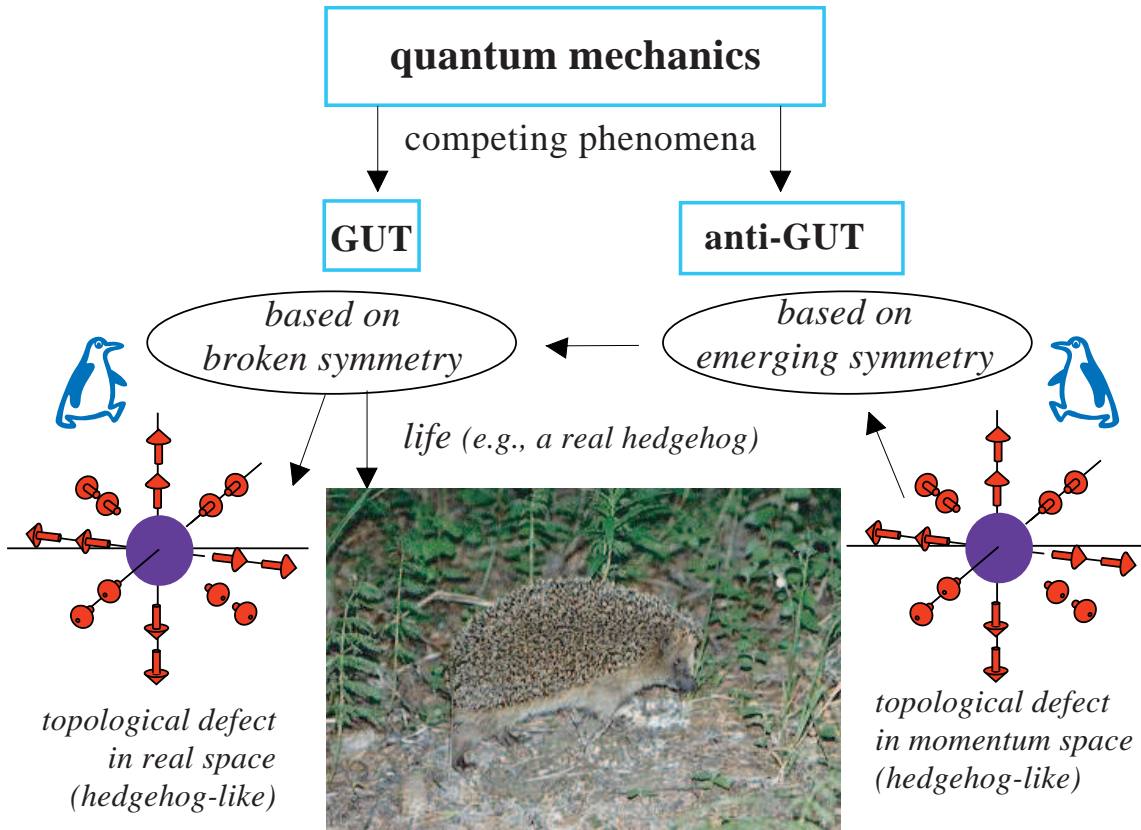 quantum mechanics
competing phenomena
GUT
anti-GUT
based on
broken symmetry
based on
emerging symmetry
life (e.g., a real hedgehog)
topological defect
in real space
(hedgehog-like)
topological defect
in momentum space
(hedgehog-like)